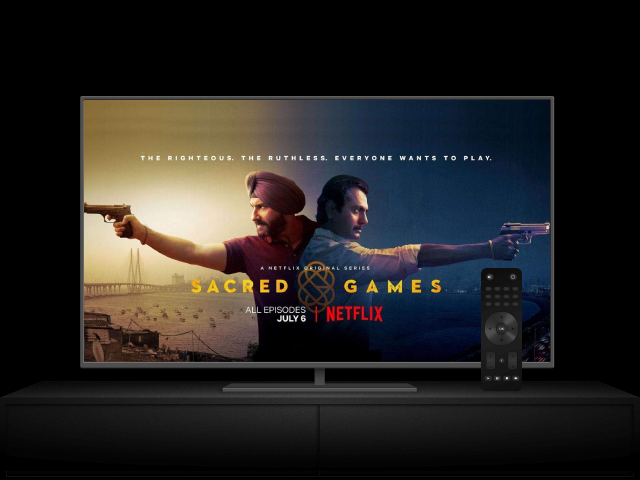 THE RIGHTEOUS. THE RUTHLESS. EVERYONE WANTS TO PLAY.
A NETFLIX ORIGINAL SERIES
SACRED GAMES
ALL EPISODES
JULY 6
NETFLIX